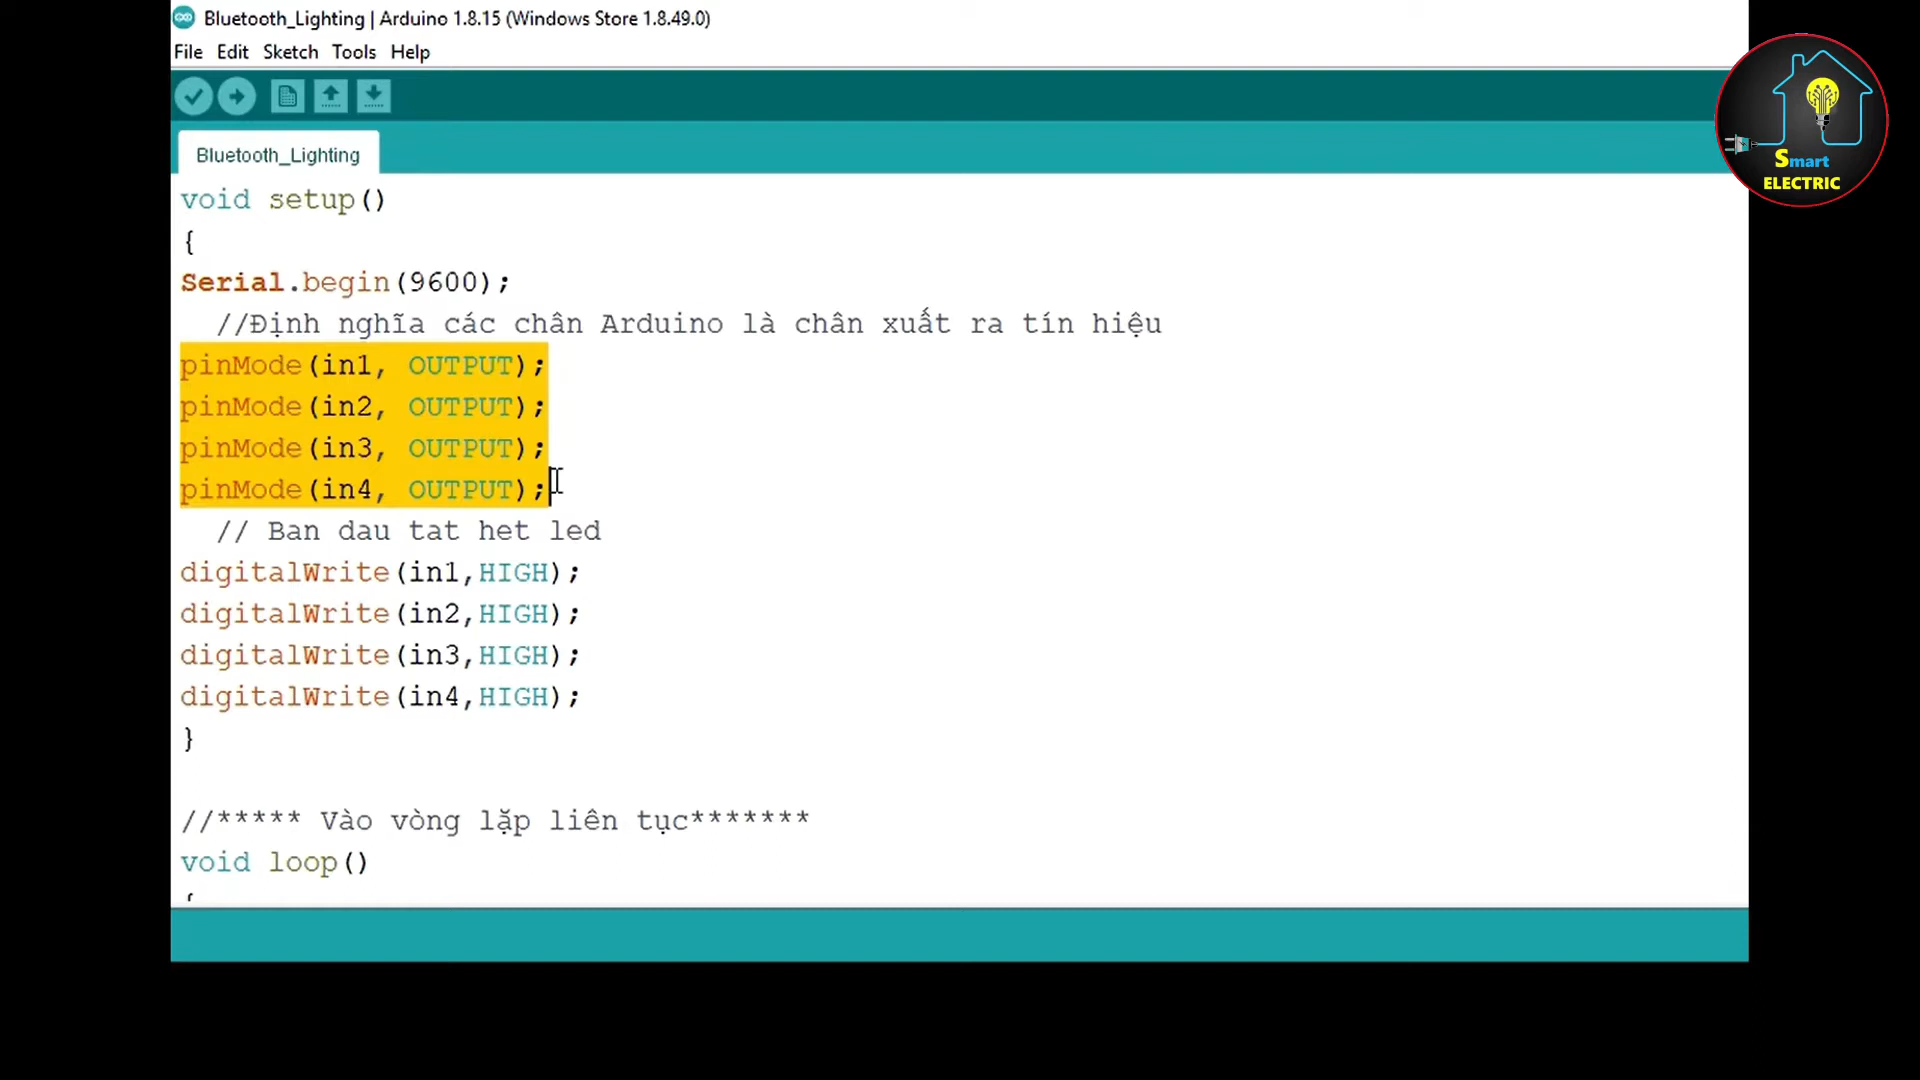 Bluetooth_Lighting | Arduino 1.8.15 (Windows Store 1.8.49.0)
File Edit Sketch Tools Help
Bluetooth_Lighting
void setup()
{
Serial.begin(9600);
//Định nghĩa các chân Arduino là chân xuất ra tín hiệu
pinMode(in1, OUTPUT);
pinMode(in2, OUTPUT);
pinMode(in3, OUTPUT);
pinMode(in4, OUTPUT);
// Ban dau tat het led
digitalWrite(in1,HIGH);
digitalWrite(in2,HIGH);
digitalWrite(in3,HIGH);
digitalWrite(in4,HIGH);
}
//***** Vào vòng lặp liên tục*******
void loop()
{
Smart
ELECTRIC